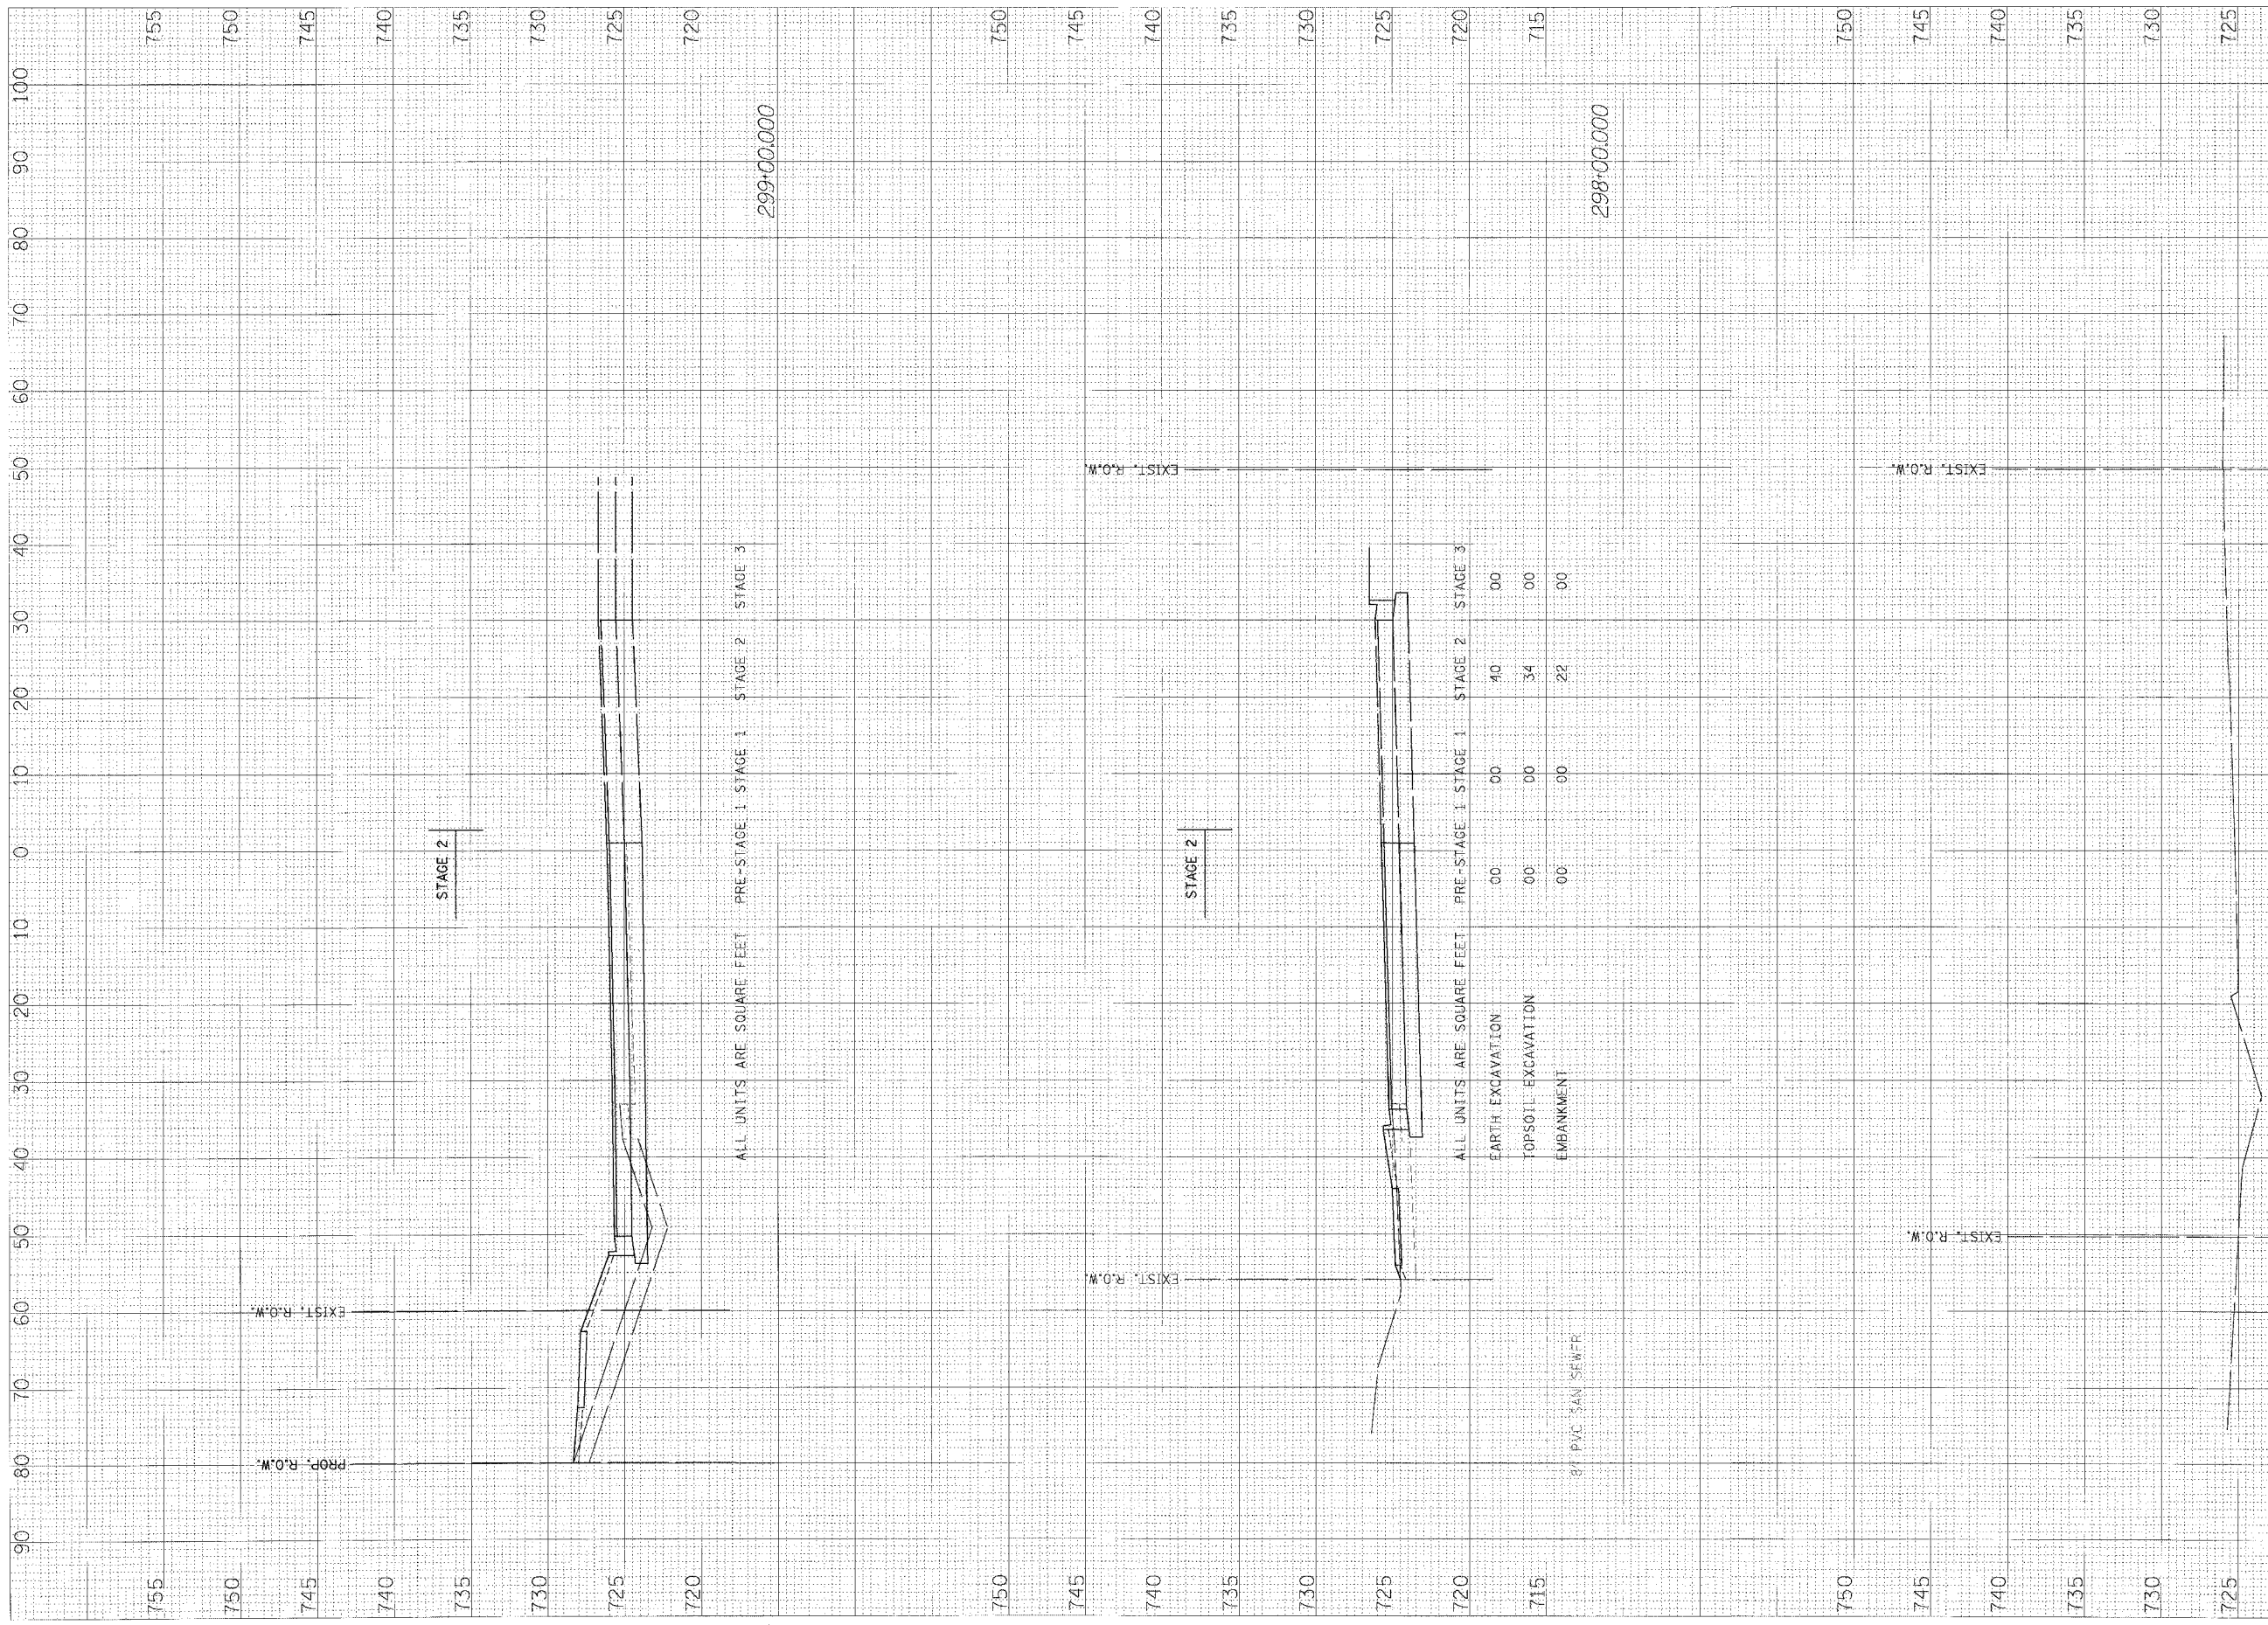 90 80 70 60 50 40 30 20 10 0 10 20 30 40 50 60 70 80 90 100
755 755
750 750
745 745
PROP. R.O.W. EXIST. R.O.W.
740 740
735 735
STAGE 2
730 730
725 725
720 720
ALL UNITS ARE SQUARE FEET PRE-STAGE 1 STAGE 1 STAGE 2 STAGE 3
299+00.000
750 750
745 745
EXIST. R.O.W. EXIST. R.O.W.
740 740
735 735
STAGE 2
730 730
725 725
720 720
ALL UNITS ARE SQUARE FEET PRE-STAGE 1 STAGE 1 STAGE 2 STAGE 3
EARTH EXCAVATION 00 00 40 00
715 715
TOPSOIL EXCAVATION 00 00 34 00
EMBANKMENT 00 00 22 00
8" PVC SAN SEWER
298+00.000
750 750
745 745
EXIST. R.O.W. EXIST. R.O.W.
740 740
735 735
730 730
725 725